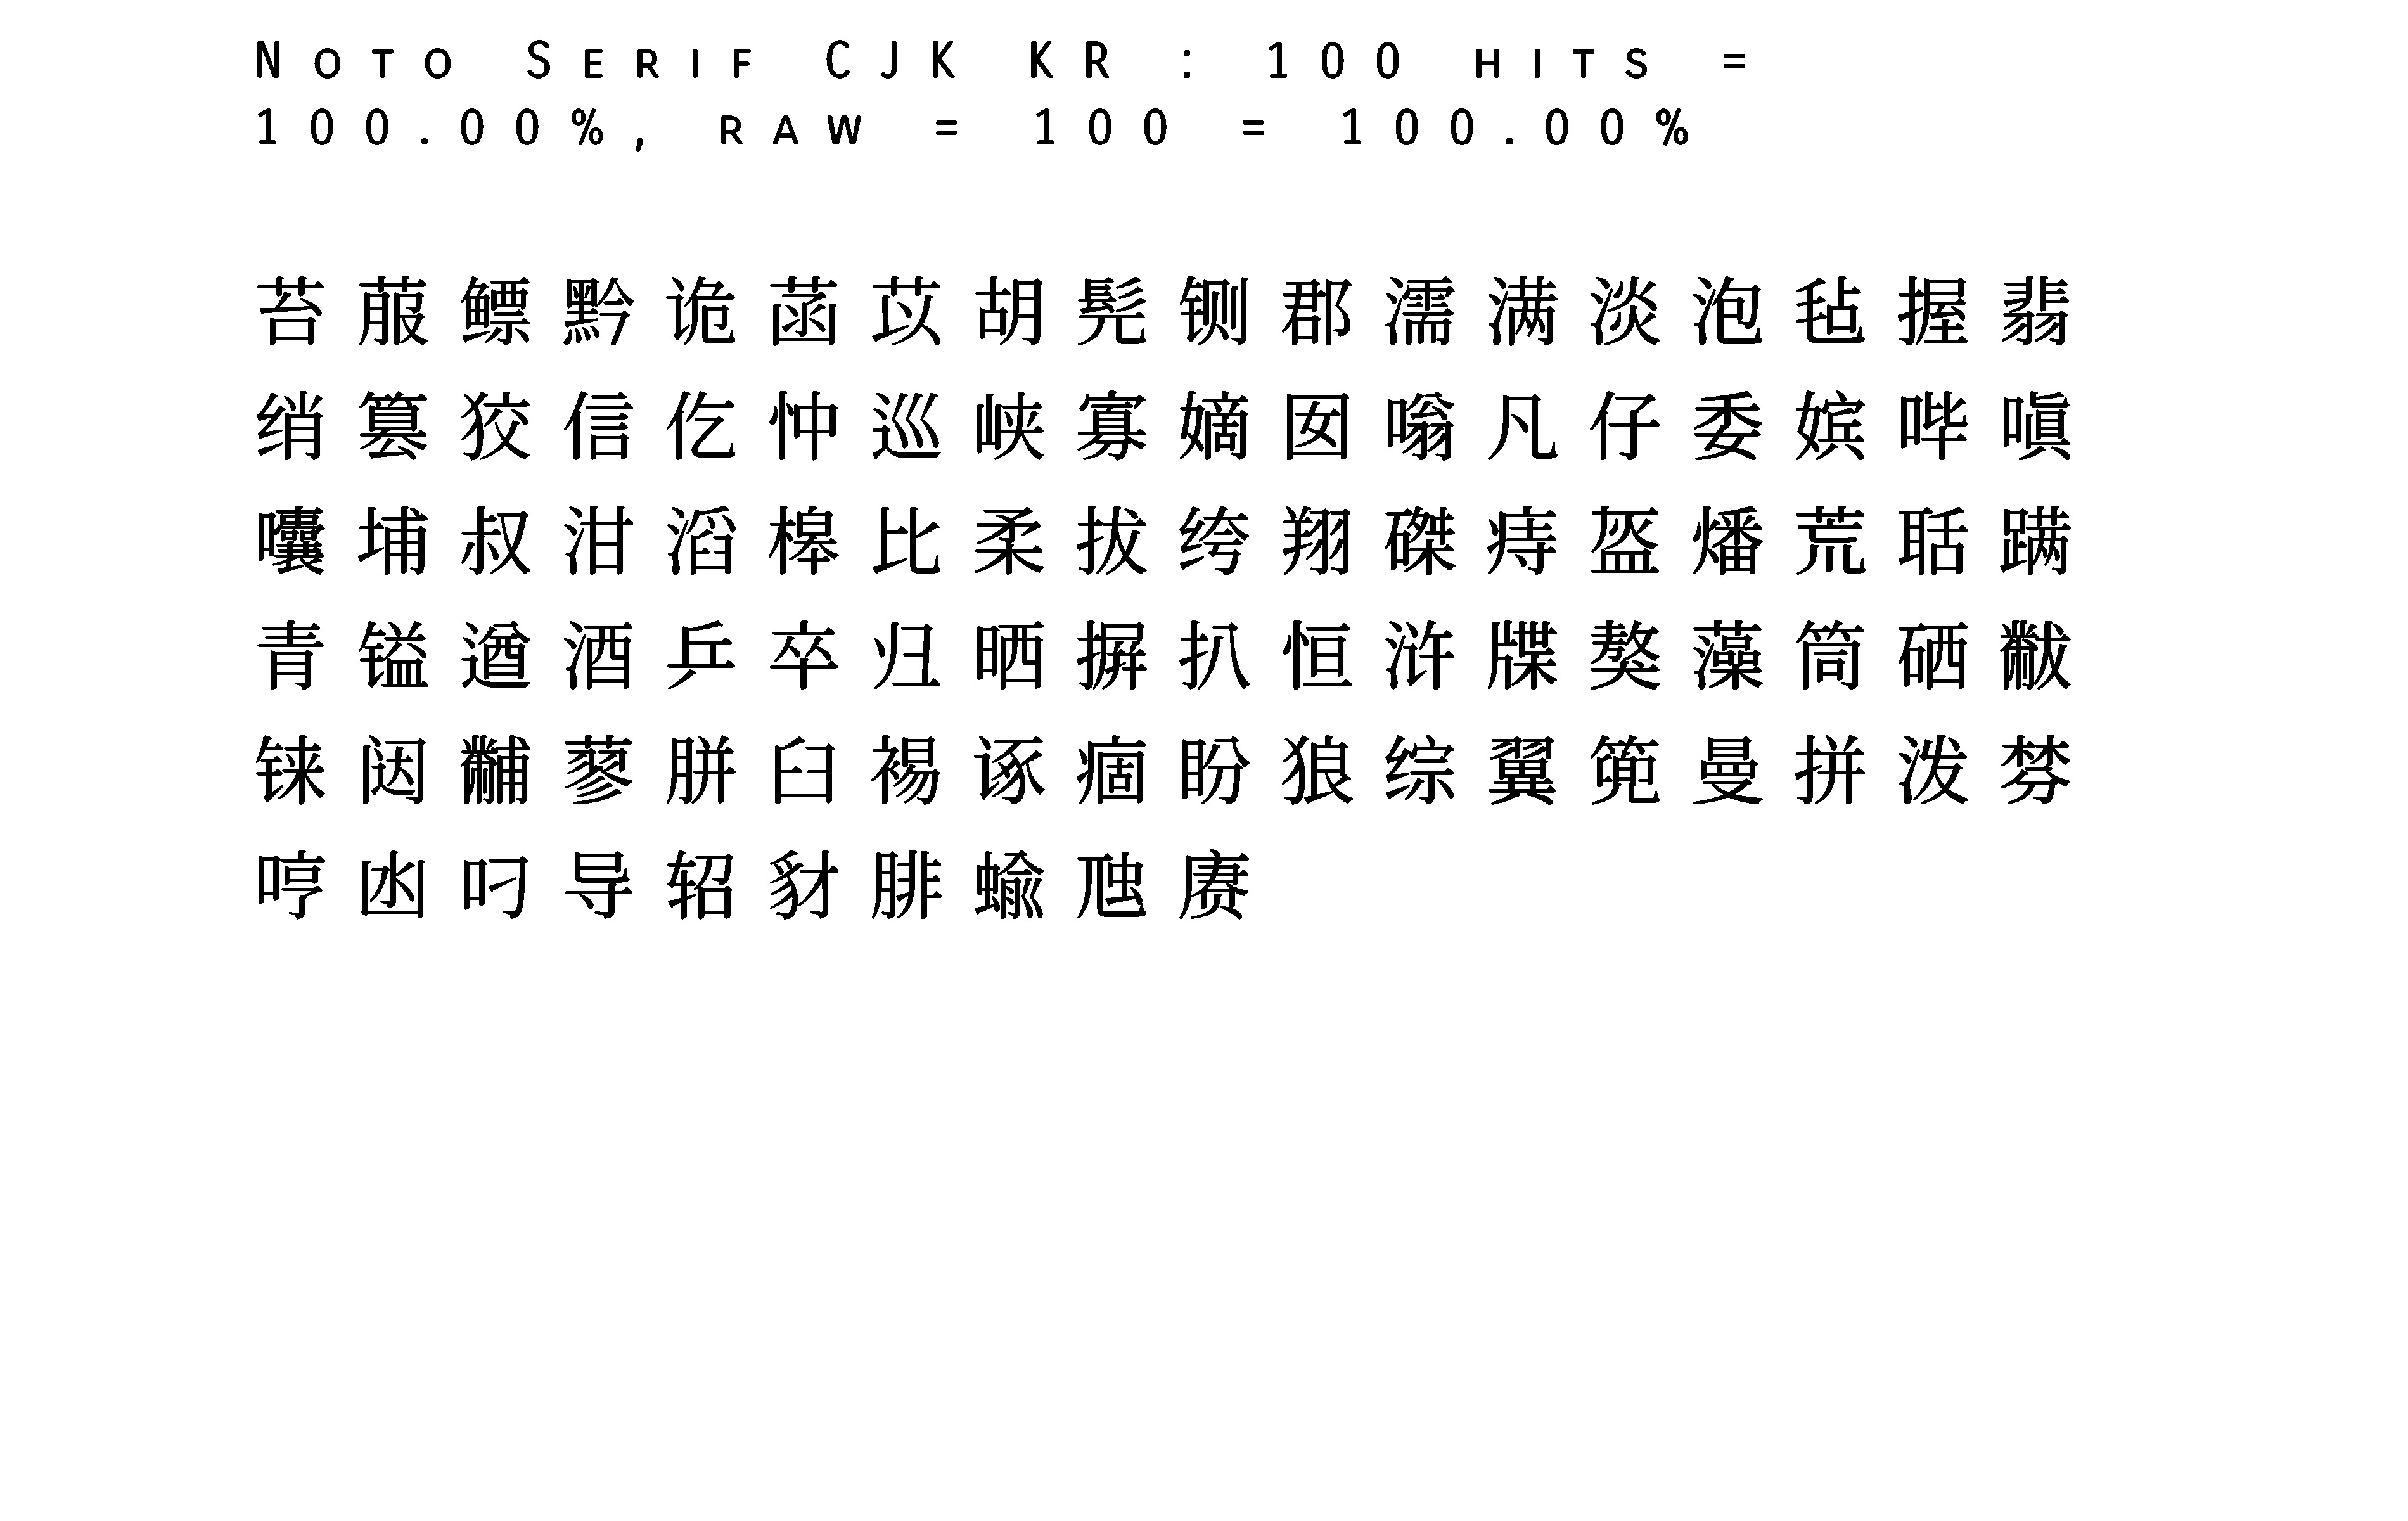 Noto Serif CJK KR : 100 hits =
100.00%, raw = 100 = 100.00%
苔菔鳔黔诡菡苡胡髡铡郡濡满淡泡毡握翡
绡篡狡信仡忡巡峡寡嫡囡嗡凡仔委嫔哔嗔
囔埔叔泔滔槔比柔拔绔翔磔痔盔燔荒聒蹒
青镒遒酒乒卒归晒摒扒恒浒牒獒藻筒硒黻
铼闼黼蓼胼臼裼诼痼盼狼综翼篼曼拼泼棼
哼凼叼导轺豺腓蝓虺赓